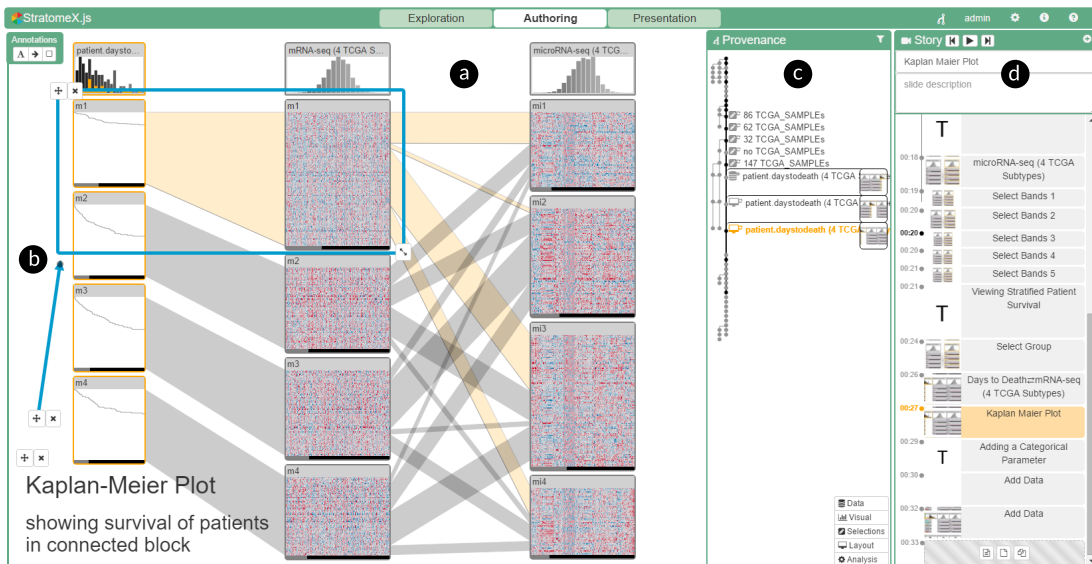 StratomeX.js
Exploration
Authoring
Presentation
admin
Annotations
A
patient.daysto...
mRNA-seq (4 TCGA S...
microRNA-seq (4 TCG...
a
m1
m2
m3
m4
m1
m2
m3
m4
mi1
mi2
mi3
mi4
b
Kaplan-Meier Plot
showing survival of patients
in connected block
Provenance
c
86 TCGA_SAMPLEs
62 TCGA_SAMPLEs
32 TCGA_SAMPLEs
no TCGA_SAMPLEs
147 TCGA_SAMPLEs
patient.daystodeath (4 TCGA
patient.daystodeath (4 TCGA
patient.daystodeath (4 TCGA
Data
Visual
Selections
Layout
Analysis
Story
Kaplan Maier Plot
d
slide description
T
00:18
microRNA-seq (4 TCGA
Subtypes)
00:19
Select Bands 1
00:20
Select Bands 2
00:20
Select Bands 3
00:20
Select Bands 4
00:21
Select Bands 5
00:21
Viewing Stratified Patient
Survival
T
00:24
Select Group
00:26
Days to Death
mRNA-seq
(4 TCGA Subtypes)
00:27
Kaplan Maier Plot
00:29
Adding a Categorical
Parameter
T
00:30
Add Data
00:32
Add Data
00:33